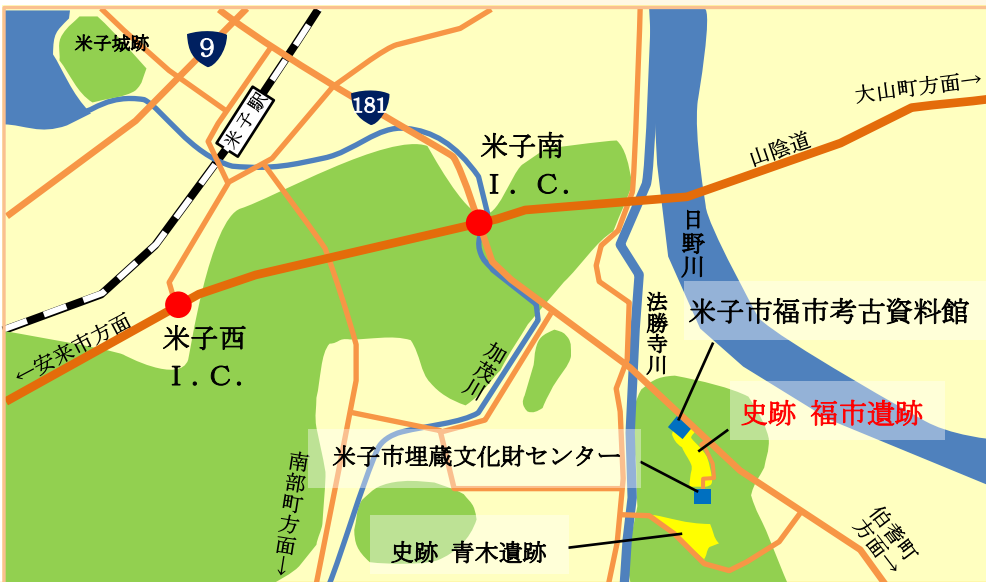 米子城跡
9
181
米子駅
米子南
I. C.
大山町方面→
山陰道
日野川
法勝寺川
米子市福市考古資料館
米子西
I.C.
←安来市方面
加茂川
史跡 福市遺跡
米子市埋蔵文化財センター
南部町方面→
史跡 青木遺跡
伯耆町
方面→